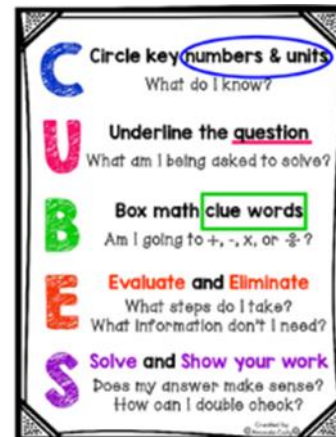 C
Circle key numbers & units
What do I know?
U
Underline the question
What am I being asked to solve?
B
Box math clue words
Am I going to +, -, x, or ÷?
E
Evaluate and Eliminate
What steps do I take?
What information don't I need?
S
Solve and Show your work
Does my answer make sense?
How can I double check?
Created by